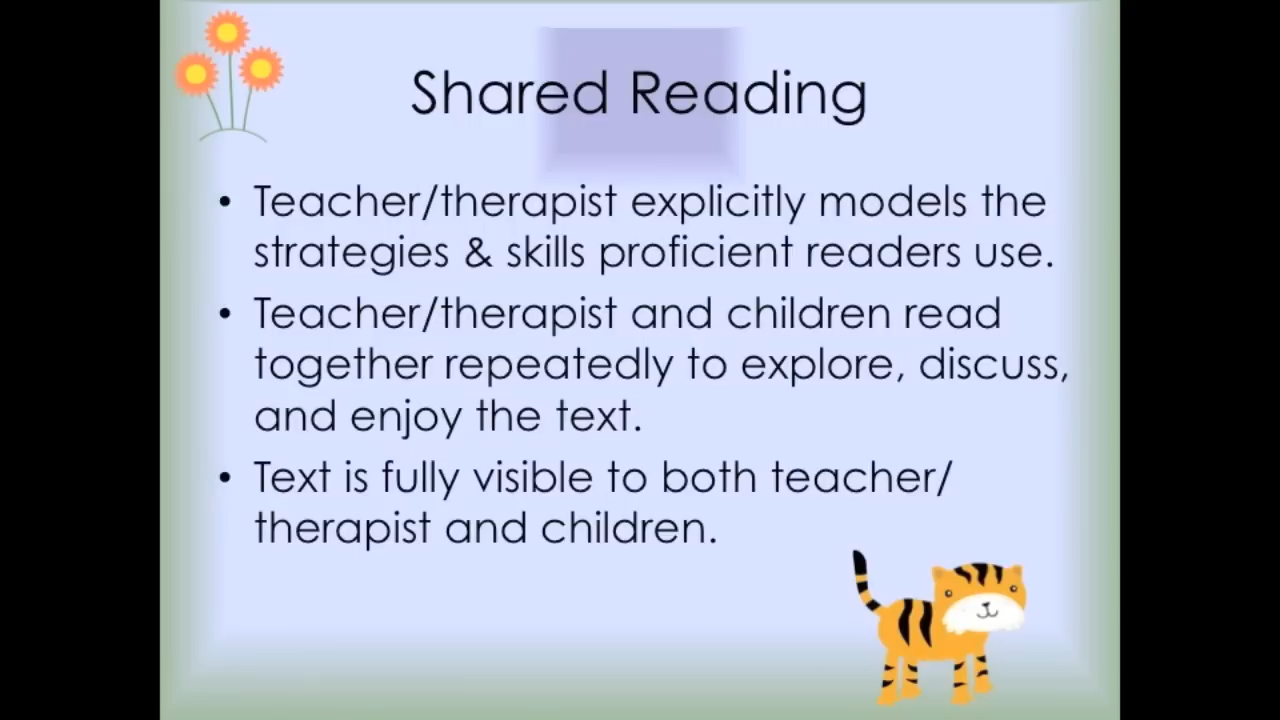 Shared Reading
• Teacher/therapist explicitly models the
strategies & skills proficient readers use.
• Teacher/therapist and children read
together repeatedly to explore, discuss,
and enjoy the text.
• Text is fully visible to both teacher/
therapist and children.